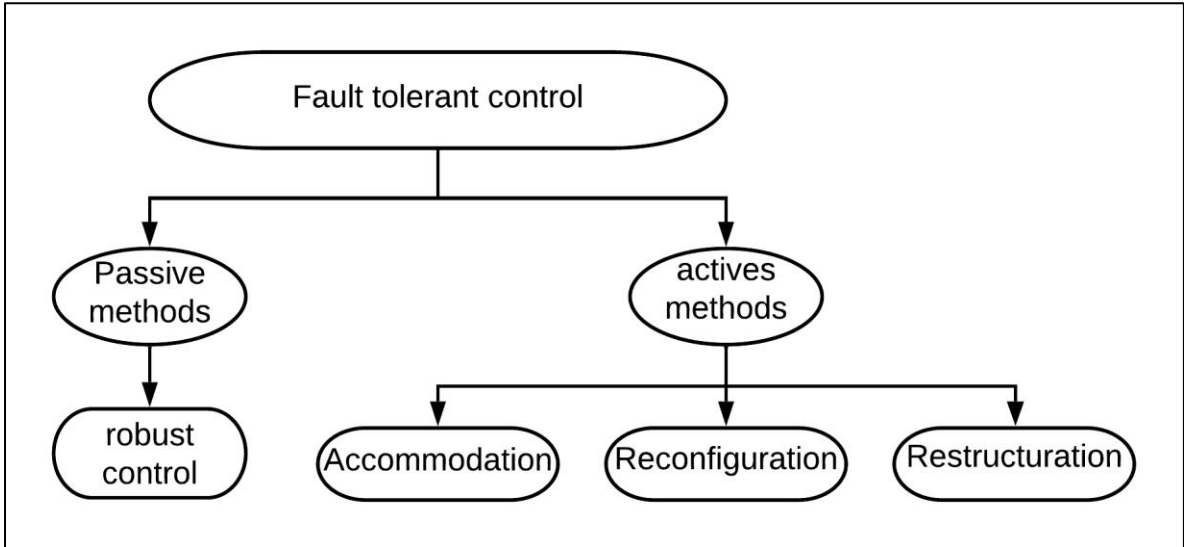 Fault tolerant control
Passive
methods
actives
methods
robust
control
Accommodation
Reconfiguration
Restructuration